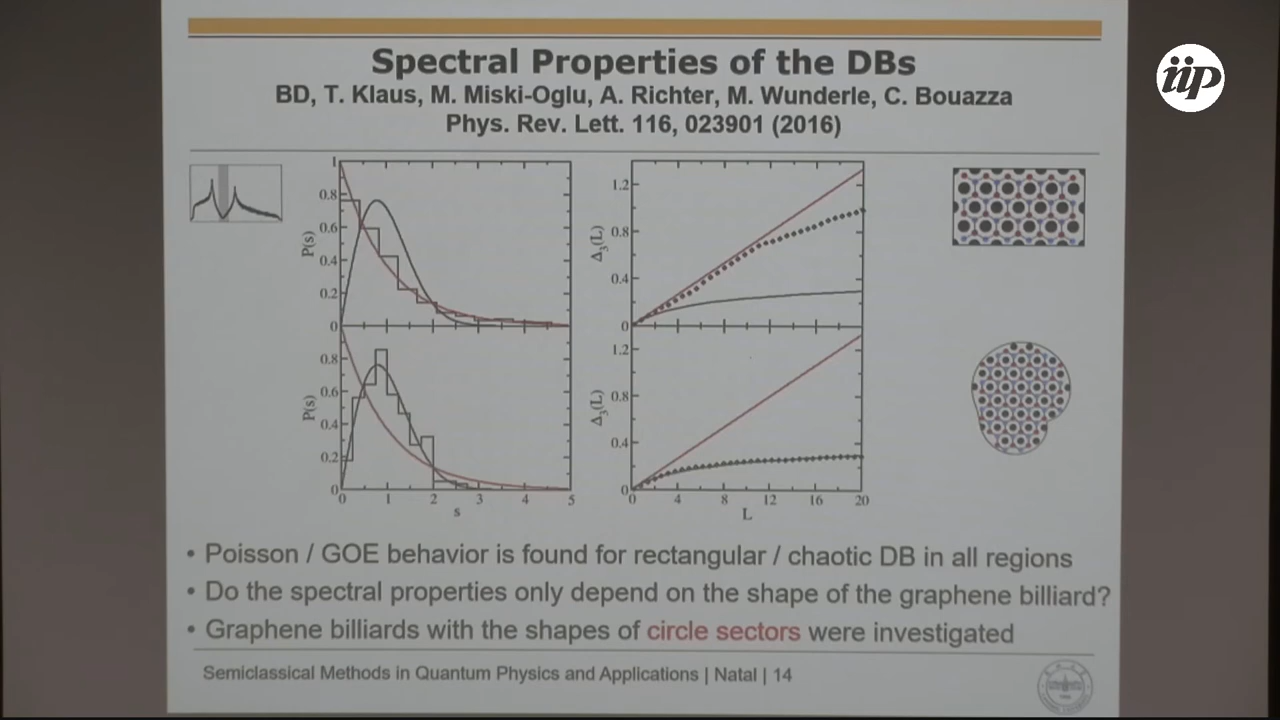 Spectral Properties of the DBs
BD, T. Klaus, M. Miski-Oglu, A. Richter, M. Wunderle, C. Bouazza
Phys. Rev. Lett. 116, 023901 (2016)
iip
1
0.8
0.6
0.4
0.2
0
P(s)
0.8
0.6
0.4
0.2
0
P(s)
0 1 2 3 4 5
s
1.2
0.8
0.4
0
Δ3(L)
1.2
0.8
0.4
0
Δ3(L)
0 4 8 12 16 20
L
• Poisson / GOE behavior is found for rectangular / chaotic DB in all regions
• Do the spectral properties only depend on the shape of the graphene billiard?
• Graphene billiards with the shapes of circle sectors were investigated
Semiclassical Methods in Quantum Physics and Applications | Natal | 14